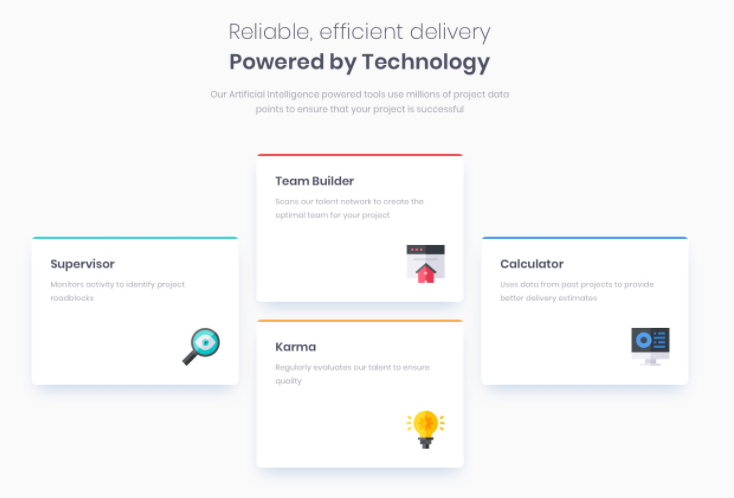 Reliable, efficient delivery
Powered by Technology
Our Artificial Intelligence powered tools use millions of project data
points to ensure that your project is successful
Supervisor
Monitors activity to identify project
roadblocks
Team Builder
Scans our talent network to create the
optimal team for your project
Karma
Regularly evaluates our talent to ensure
quality
Calculator
Uses data from past projects to provide
better delivery estimates